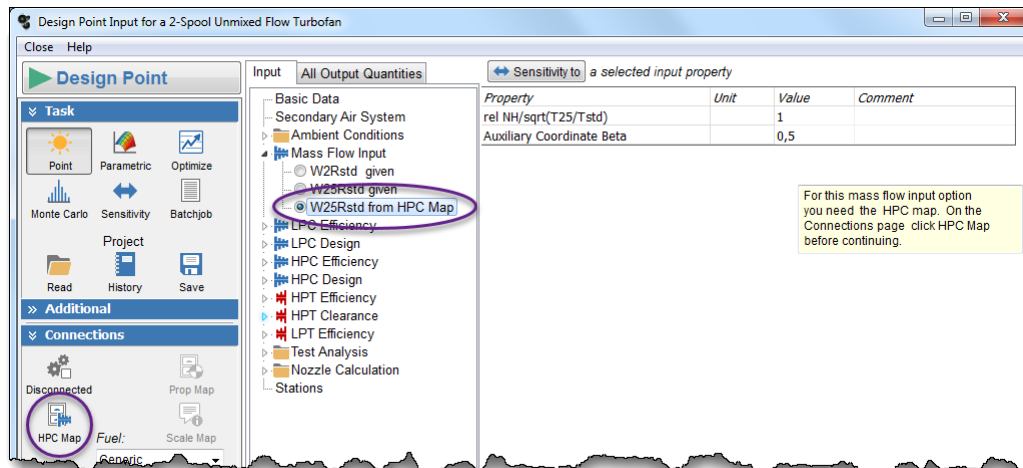 Design Point Input for a 2-Spool Unmixed Flow Turbofan
Close Help
Design Point
Task
Point Parametric Optimize
Monte Carlo Sensitivity Batchjob
Project
Read History Save
Additional
Connections
Disconnected Prop Map
HPC Map Fuel: Scale Map
Generic
Input All Output Quantities
Basic Data
Secondary Air System
Ambient Conditions
Mass Flow Input
W2Rstd given
W25Rstd given
W25Rstd from HPC Map
LPC Efficiency
LPC Design
HPC Efficiency
HPC Design
HPT Efficiency
HPT Clearance
LPT Efficiency
Test Analysis
Nozzle Calculation
Stations
Sensitivity to a selected input property
Property Unit Value Comment
rel NH/sqrt(T25/Tstd) 1
Auxiliary Coordinate Beta 0,5
For this mass flow input option
you need the HPC map. On the
Connections page click HPC Map
before continuing.